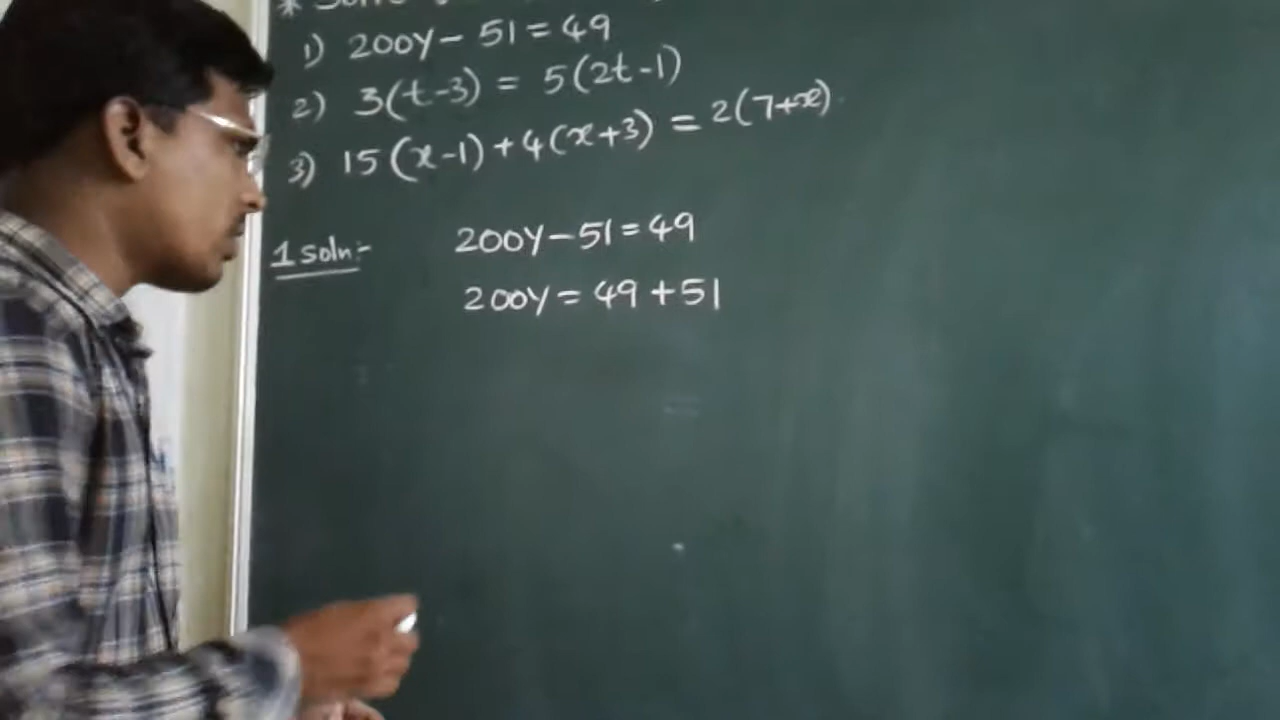 1) 200y - 51 = 49
2) 3(t-3) = 5(2t-1)
3) 15(x-1) + 4(x+3) = 2(7+x)
1 Soln:-
200y - 51 = 49
200y = 49 + 51